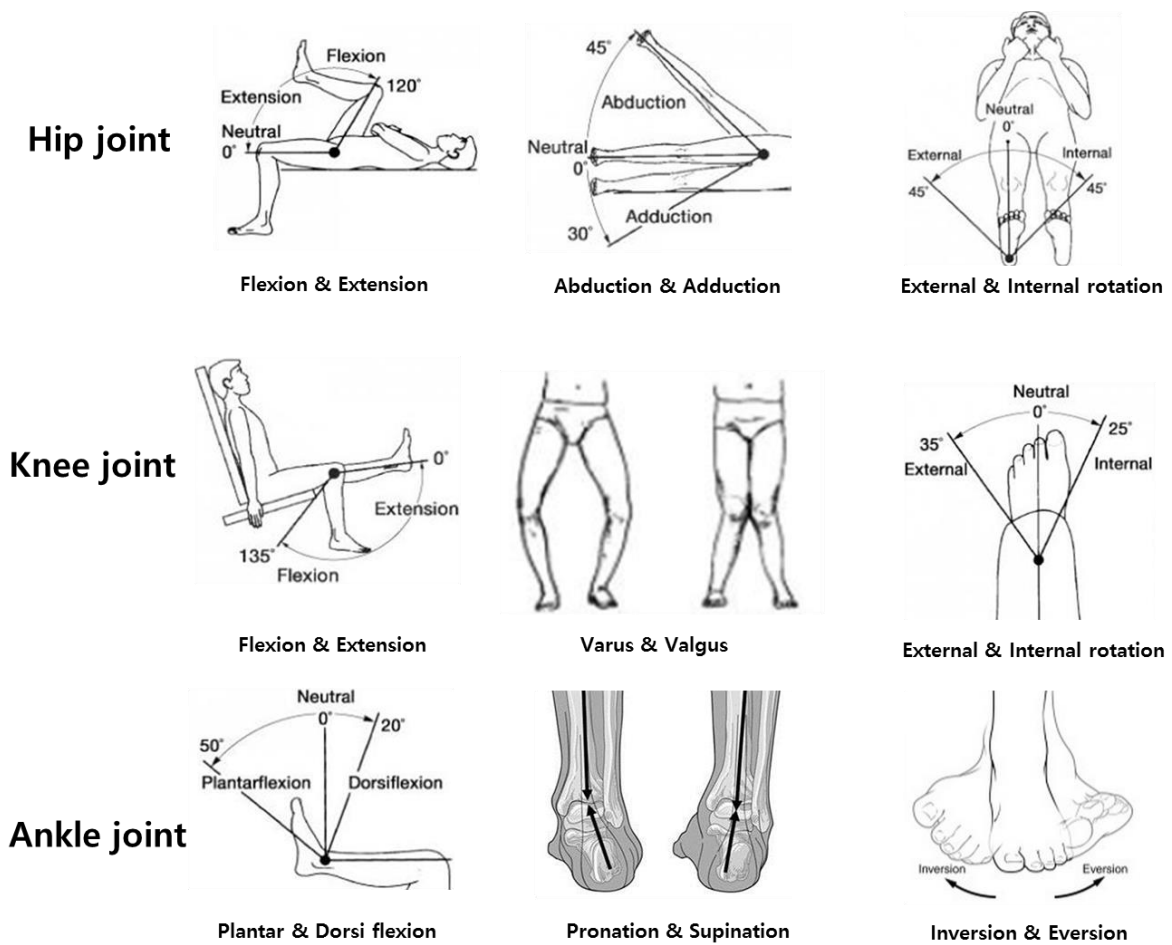 Hip joint
Flexion
120°
Extension
Neutral
0°
Flexion & Extension
45°
Abduction
Neutral
0°
Adduction
30°
Abduction & Adduction
Neutral
0°
External
Internal
45°
45°
External & Internal rotation
Knee joint
0°
Extension
135°
Flexion
Flexion & Extension
Varus & Valgus
Neutral
0°
35°
25°
External
Internal
External & Internal rotation
Ankle joint
Neutral
0°
20°
50°
Plantarflexion
Dorsiflexion
Plantar & Dorsi flexion
Pronation & Supination
Inversion
Eversion
Inversion & Eversion